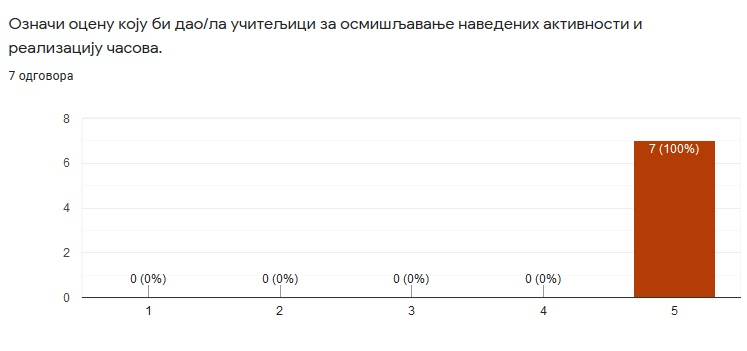 Означи оцену коју би дао/ла учитељици за осмишљавање наведених активности и
реализацију часова.
7 одговора
8
6
4
2
0
7 (100%)
0 (0%) 0 (0%) 0 (0%) 0 (0%)
1 2 3 4 5